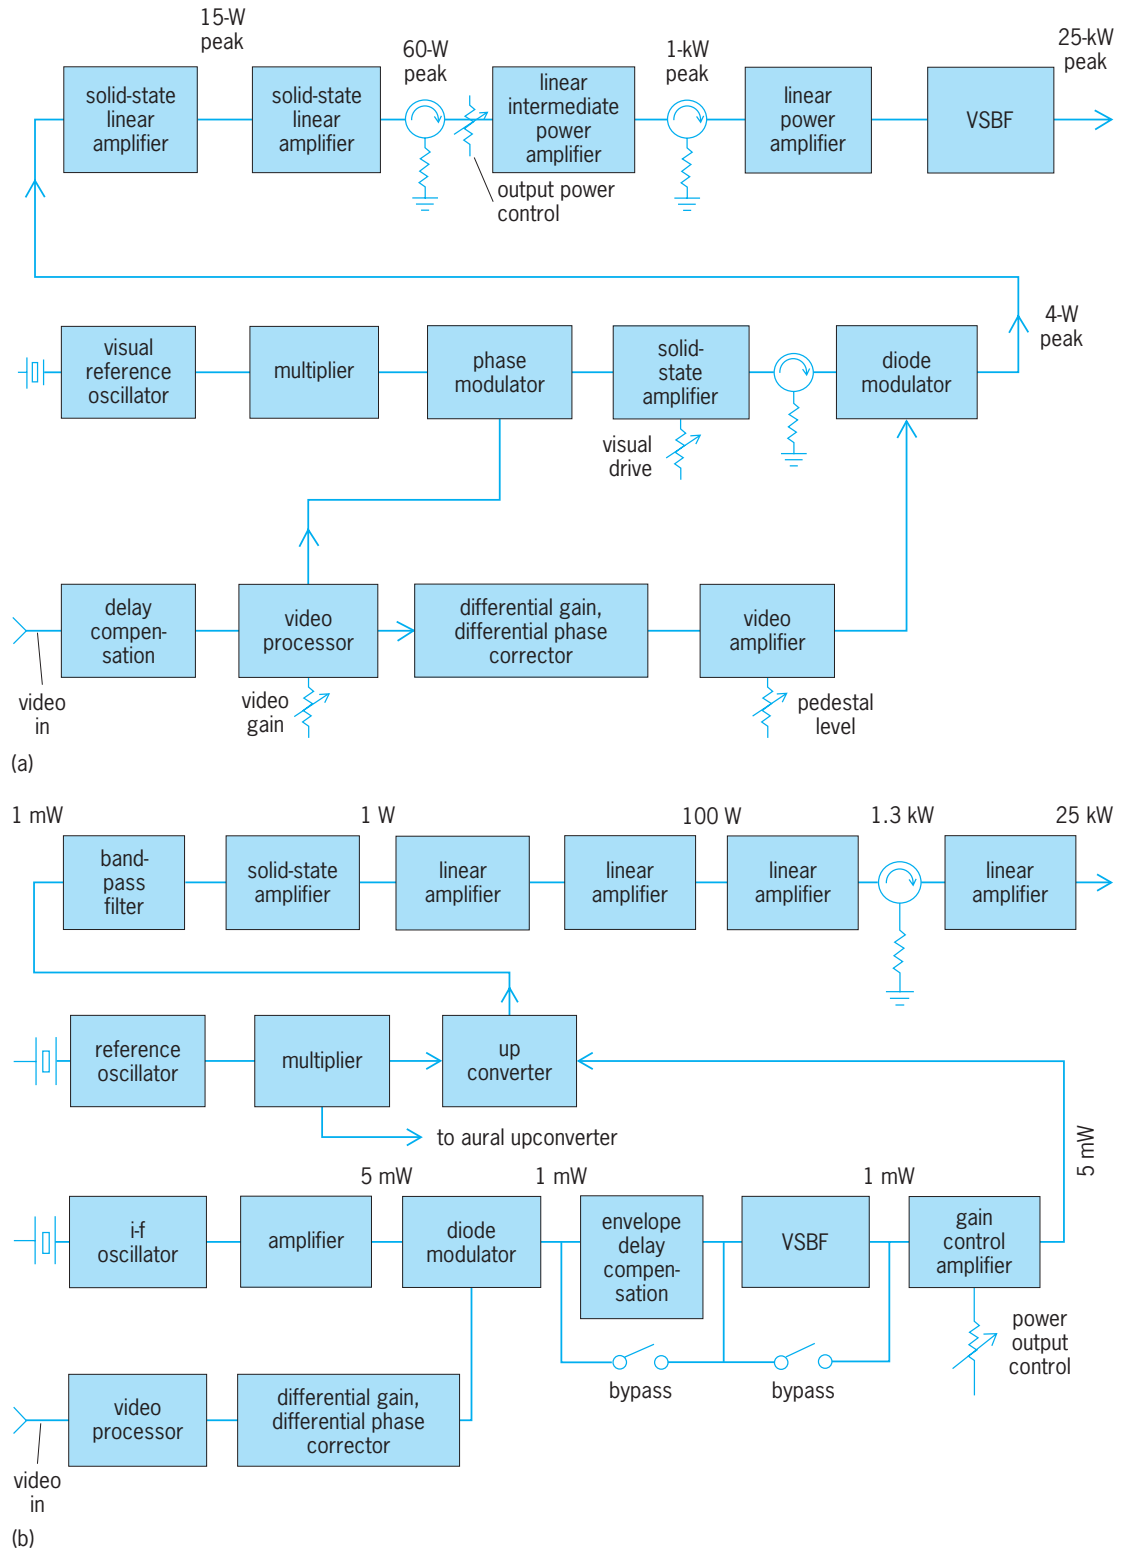 15-W
peak
60-W
peak
1-kW
peak
25-kW
peak
solid-state
linear
amplifier
solid-state
linear
amplifier
linear
intermediate
power
amplifier
linear
power
amplifier
VSBF
output power
control
4-W
peak
visual
reference
oscillator
multiplier
phase
modulator
solid-
state
amplifier
diode
modulator
visual
drive
delay
compen-
sation
video
processor
differential gain,
differential phase
corrector
video
amplifier
video
in
video
gain
pedestal
level
(a)
1 mW
1 W
100 W
1.3 kW
25 kW
band-
pass
filter
solid-state
amplifier
linear
amplifier
linear
amplifier
linear
amplifier
linear
amplifier
reference
oscillator
multiplier
up
converter
to aural upconverter
5 mW
5 mW
1 mW
1 mW
i-f
oscillator
amplifier
diode
modulator
envelope
delay
compen-
sation
VSBF
gain
control
amplifier
bypass
bypass
power
output
control
video
processor
differential gain,
differential phase
corrector
video
in
(b)